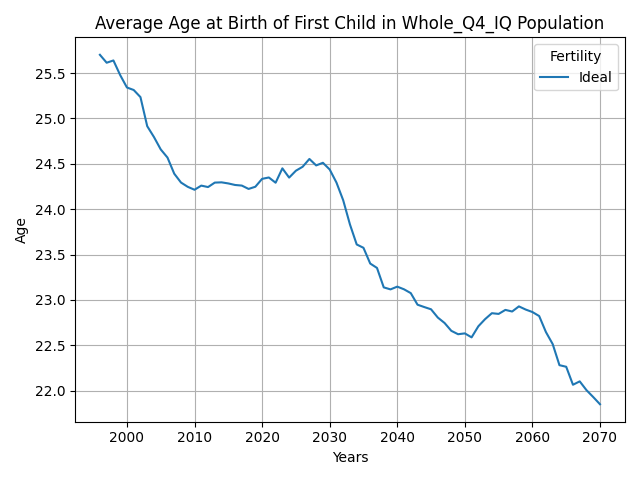 Average Age at Birth of First Child in Whole_Q4_IQ Population
Fertility
Ideal
25.5
25.0
24.5
24.0
23.5
23.0
22.5
22.0
Age
2000 2010 2020 2030 2040 2050 2060 2070
Years